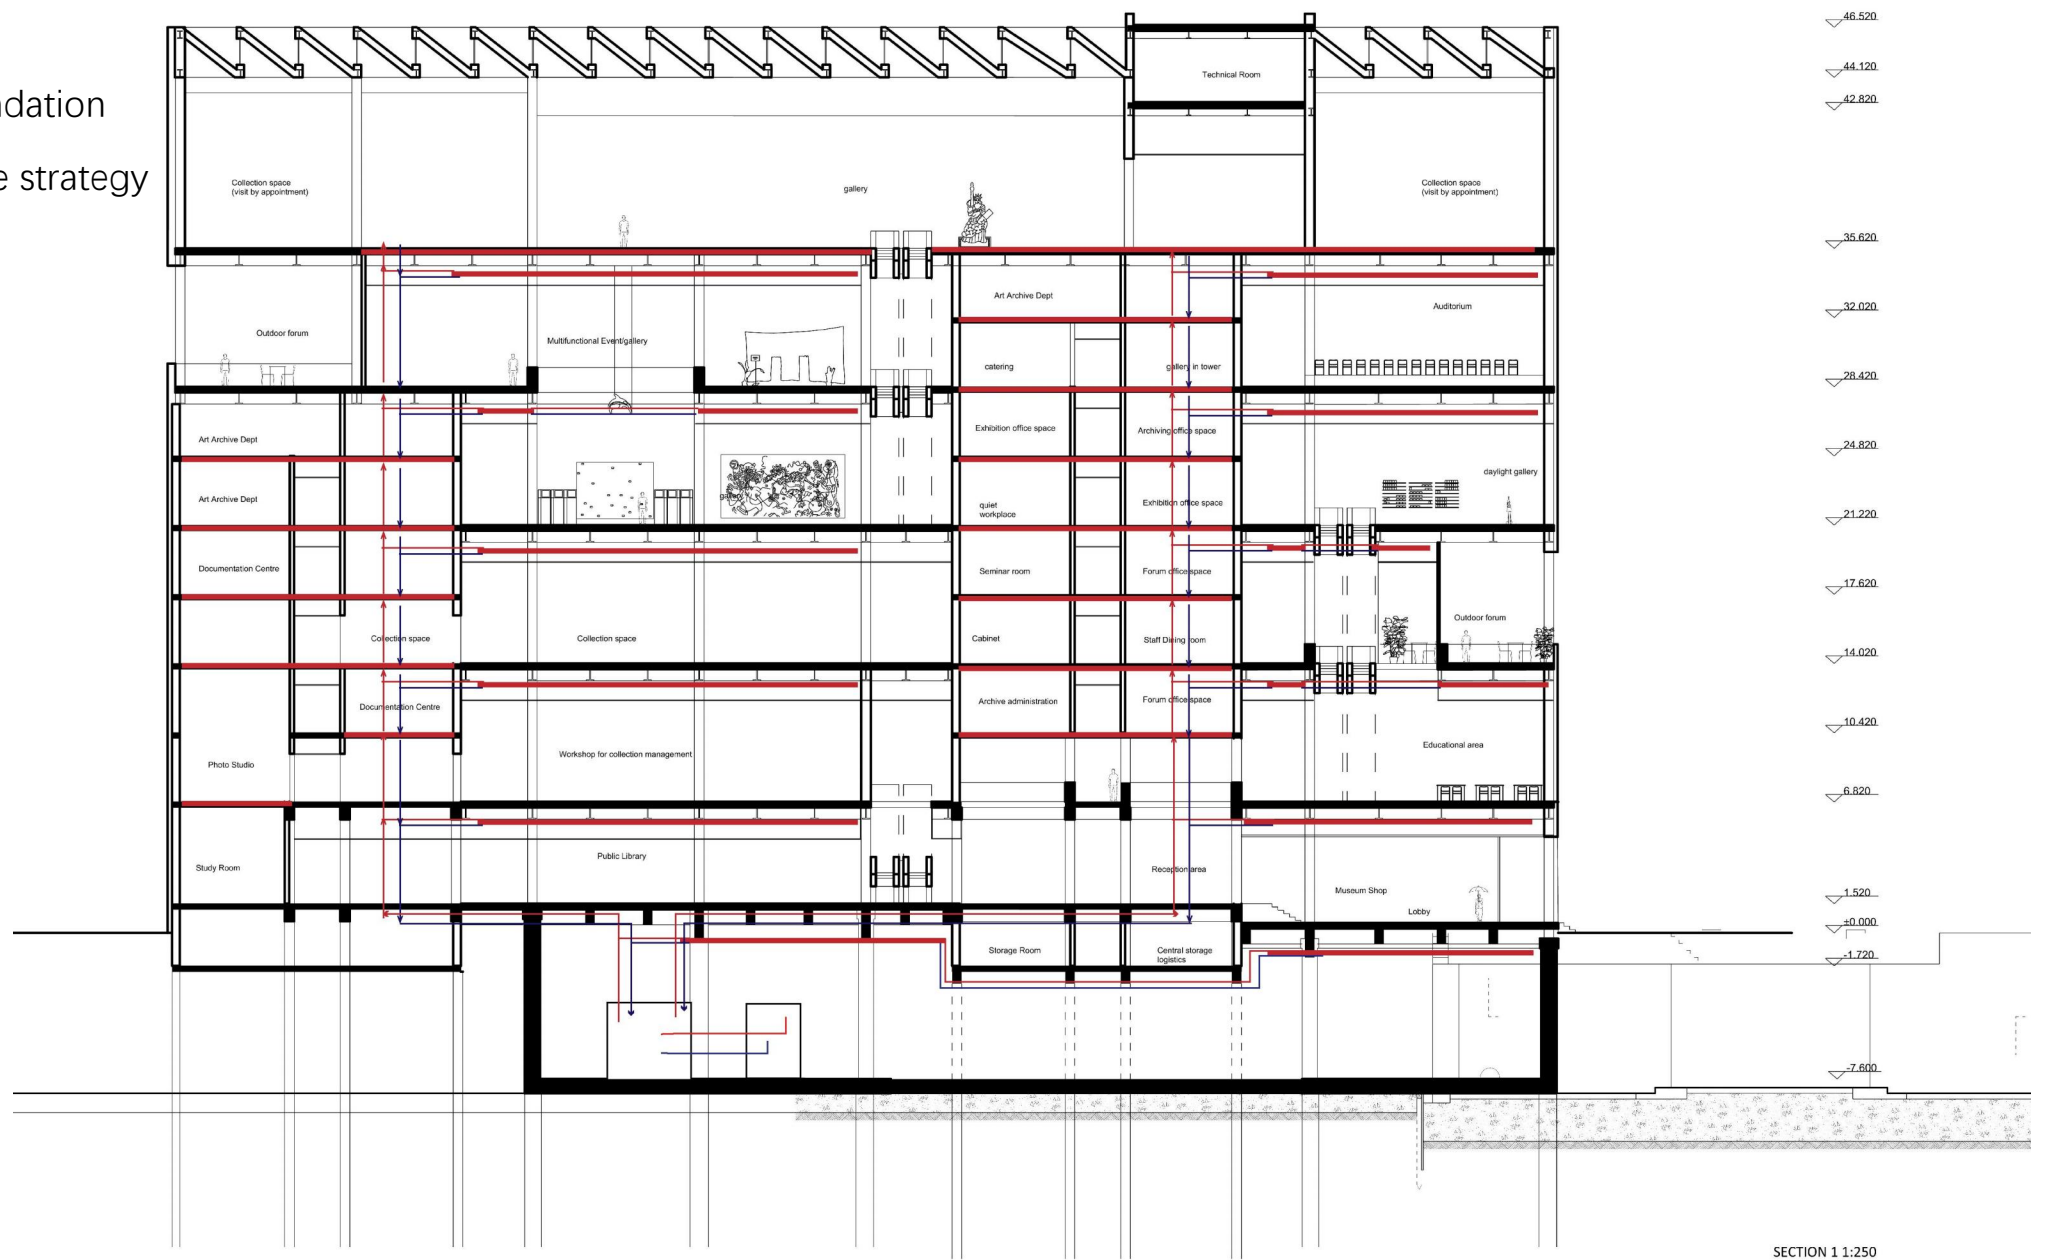 ndation
e strategy
46.520
Technical Room
44.120
42.820
Collection space
(visit by appointment)
gallery
Collection space
(visit by appointment)
35.620
Art Archive Dept
Auditorium
32.020
Outdoor forum
Multifunctional Event/gallery
catering
gallery in tower
28.420
Art Archive Dept
Exhibition office space
Archiving office space
24.820
daylight gallery
Art Archive Dept
quiet
workplace
Exhibition office space
21.220
Documentation Centre
Seminar room
Forum office space
17.620
Outdoor forum
Collection space
Collection space
Cabinet
Staff Dining room
14.020
Documentation Centre
Archive administration
Forum office space
10.420
Photo Studio
Workshop for collection management
Educational area
6.820
Study Room
Public Library
Reception area
Museum Shop
1.520
Lobby
±0.000
Storage Room
Central storage
logistics
-1.720
-7.600
SECTION 1 1:250